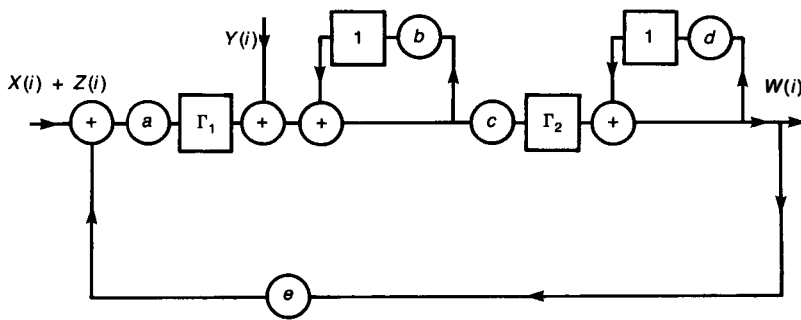 Y(i)
1
b
1
d
X(i) + Z(i)
W(i)
+
a
Γ₁
+
+
c
Γ₂
+
e